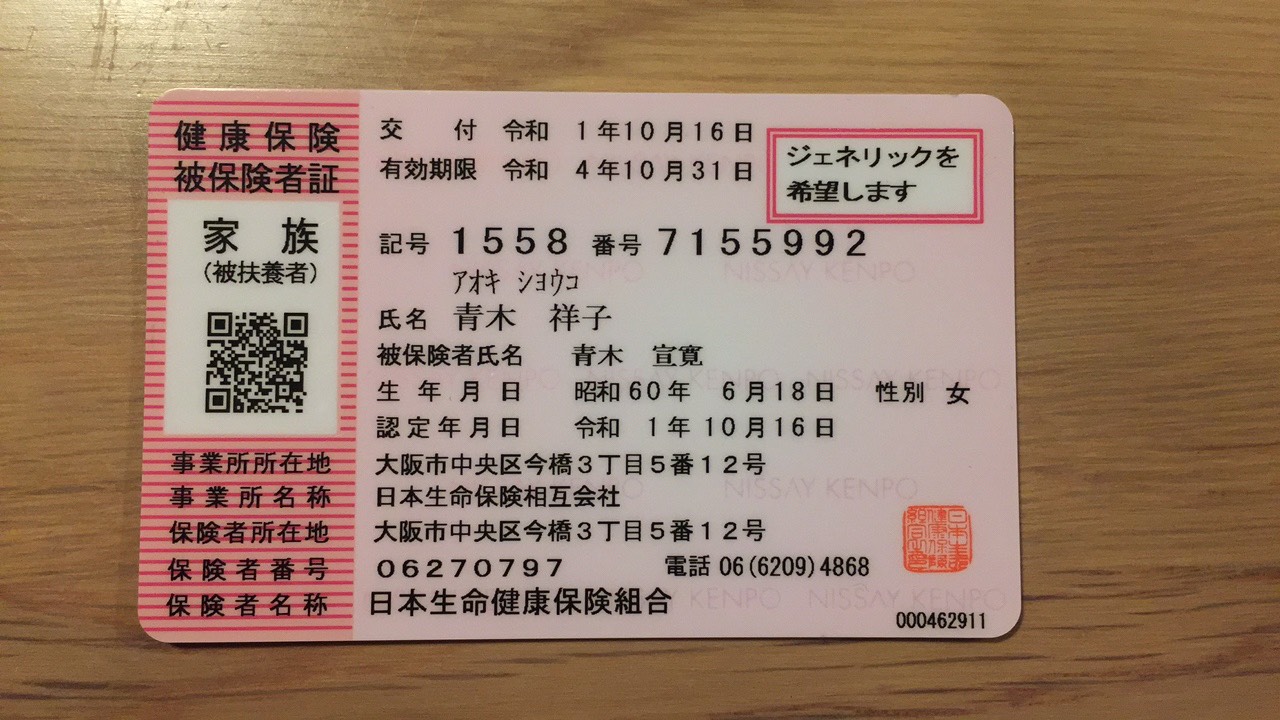 健康保険
被保険者証
家族
(被扶養者)
交付 令和 1年10月16日
有効期限 令和 4年10月31日
ジェネリックを
希望します
記号 1558 番号 7155992
ｱｵｷ ｼﾖｳｺ
氏名 青木 祥子
被保険者氏名 青木 宣寛
生年月日 昭和60年 6月18日 性別 女
認定年月日 令和 1年10月16日
事業所所在地 大阪市中央区今橋3丁目5番12号
事業所名称 日本生命保険相互会社
保険者所在地 大阪市中央区今橋3丁目5番12号
保険者番号 06270797 電話 06(6209)4868
保険者名称 日本生命健康保険組合
000462911
NISSAY KENPO